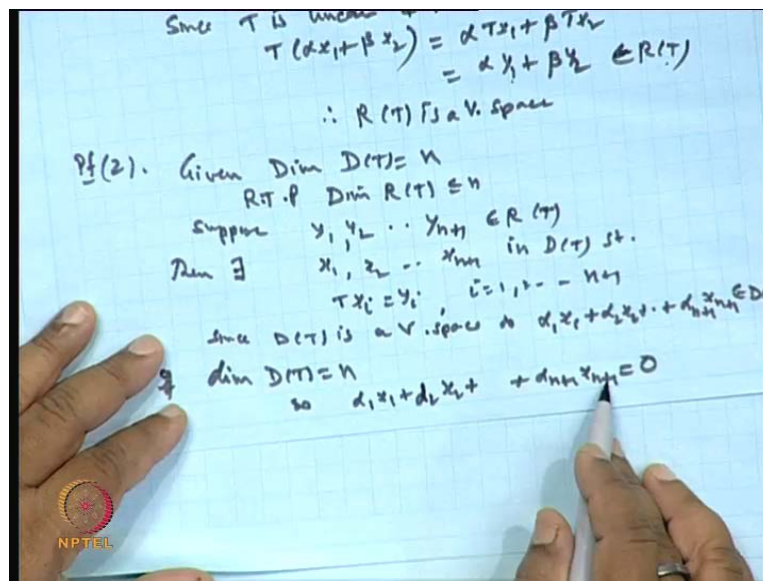 Since T is linear
T(αx₁ + βx₂) = αTx₁ + βTx₂
= αy₁ + βy₂ ∈ R(T)
∴ R(T) is a V. space
Pf (2). Given Dim D(T) = n
R.T.P Dim R(T) ≤ n
Suppose y₁, y₂ .. yₙ₊₁ ∈ R(T)
Then ∃ x₁, x₂ .. xₙ₊₁ in D(T) st.
Txᵢ = yᵢ, i = 1, 2, - - n+1
Since D(T) is a V. space so α₁x₁ + α₂x₂ + .. + αₙ₊₁xₙ₊₁ ∈ D
& dim D(T) = n
so α₁x₁ + α₂x₂ + + αₙ₊₁xₙ₊₁ = 0
NPTEL